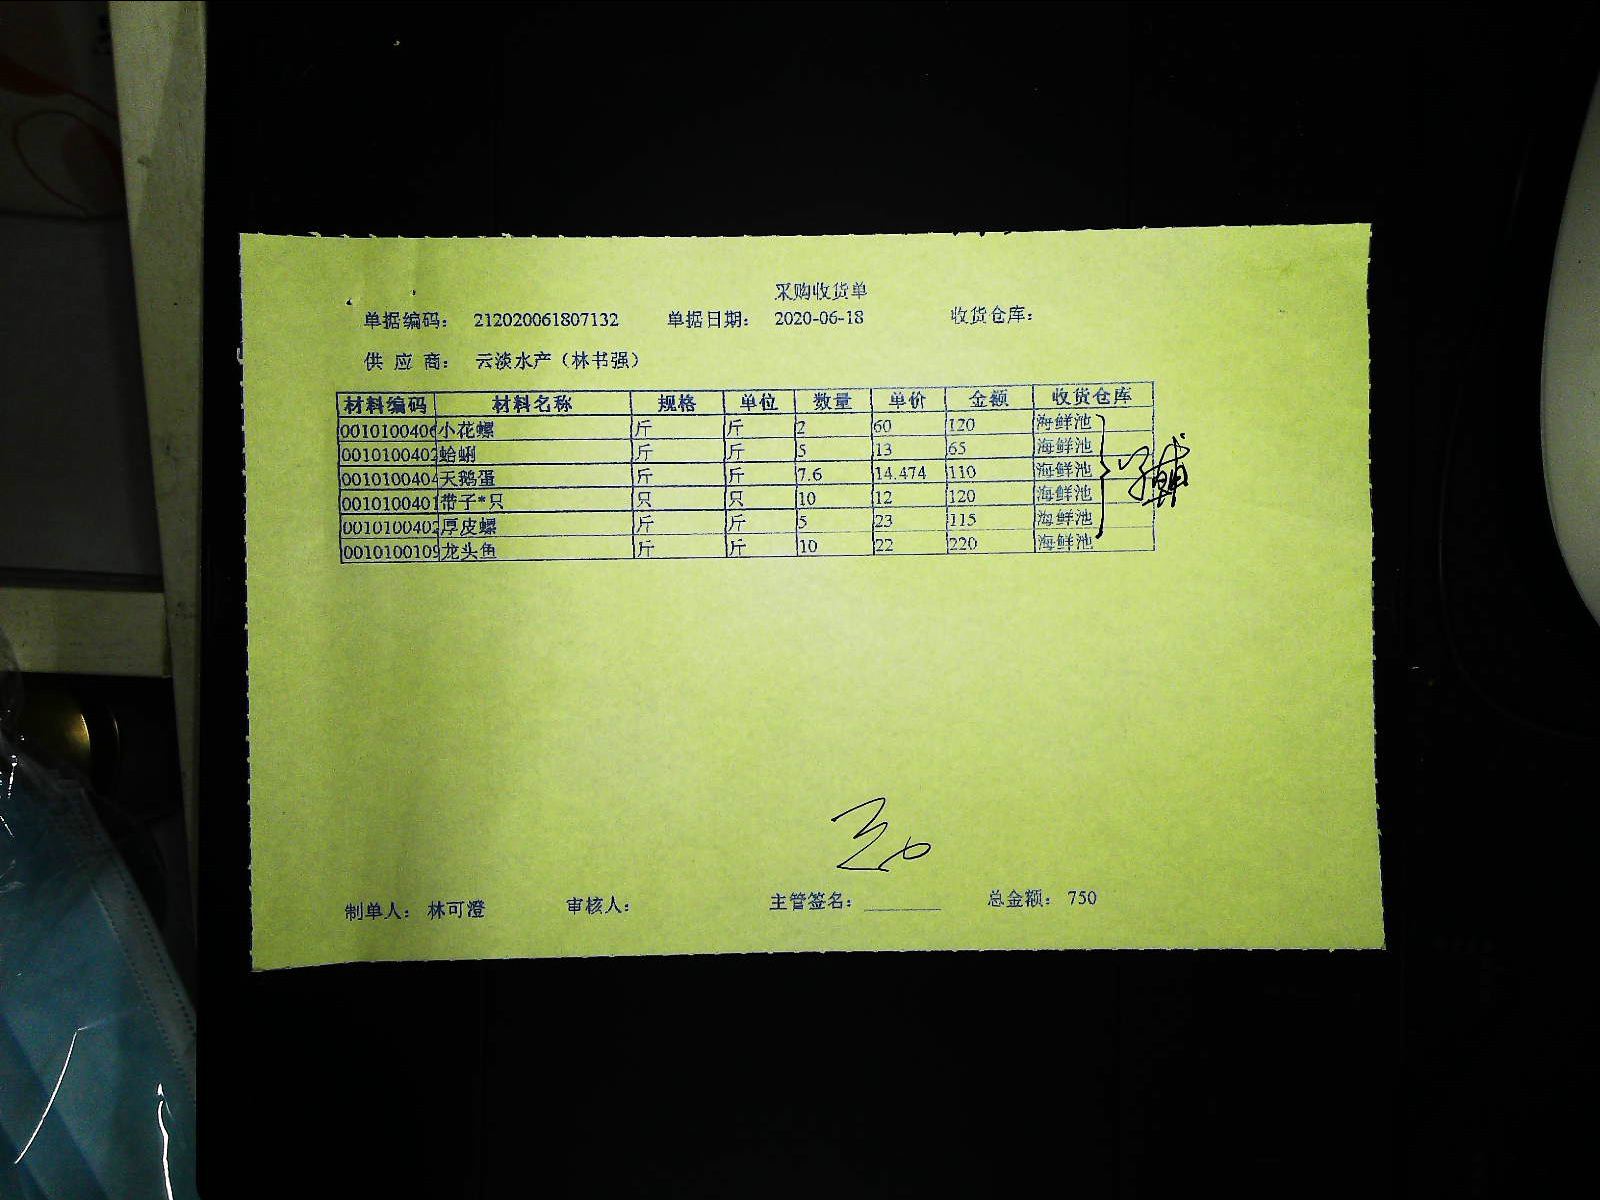 采购收货单
单据编码： 212020061807132 单据日期： 2020-06-18 收货仓库：
供 应 商： 云淡水产（林书强）
材料编码 材料名称 规格 单位 数量 单价 金额 收货仓库
0010100406 小花螺 斤 斤 2 60 120 海鲜池
0010100402 蛤蜊 斤 斤 5 13 65 海鲜池
0010100404 天鹅蛋 斤 斤 7.6 14.474 110 海鲜池
0010100401 带子*只 只 只 10 12 120 海鲜池
0010100402 厚皮螺 斤 斤 5 23 115 海鲜池
0010100109 龙头鱼 斤 斤 10 22 220 海鲜池
制单人： 林可澄 审核人： 主管签名： 总金额： 750